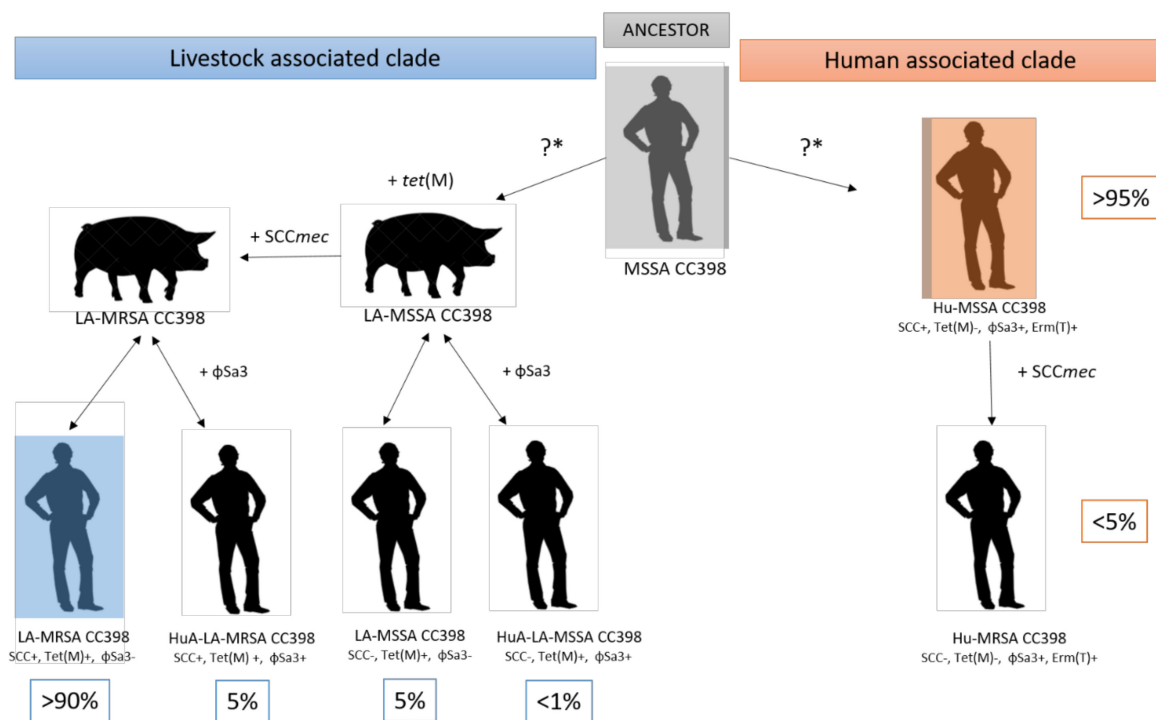 ANCESTOR
Livestock associated clade
Human associated clade
?*
?*
+ tet(M)
>95%
+ SCCmec
MSSA CC398
LA-MRSA CC398
LA-MSSA CC398
Hu-MSSA CC398
SCC+, Tet(M)-, ϕSa3+, Erm(T)+
+ ϕSa3
+ ϕSa3
+ SCCmec
<5%
LA-MRSA CC398
SCC+, Tet(M)+, ϕSa3-
HuA-LA-MRSA CC398
SCC+, Tet(M) +, ϕSa3+
LA-MSSA CC398
SCC-, Tet(M)+, ϕSa3-
HuA-LA-MSSA CC398
SCC-, Tet(M)+, ϕSa3+
Hu-MRSA CC398
SCC-, Tet(M)-, ϕSa3+, Erm(T)+
>90%
5%
5%
<1%